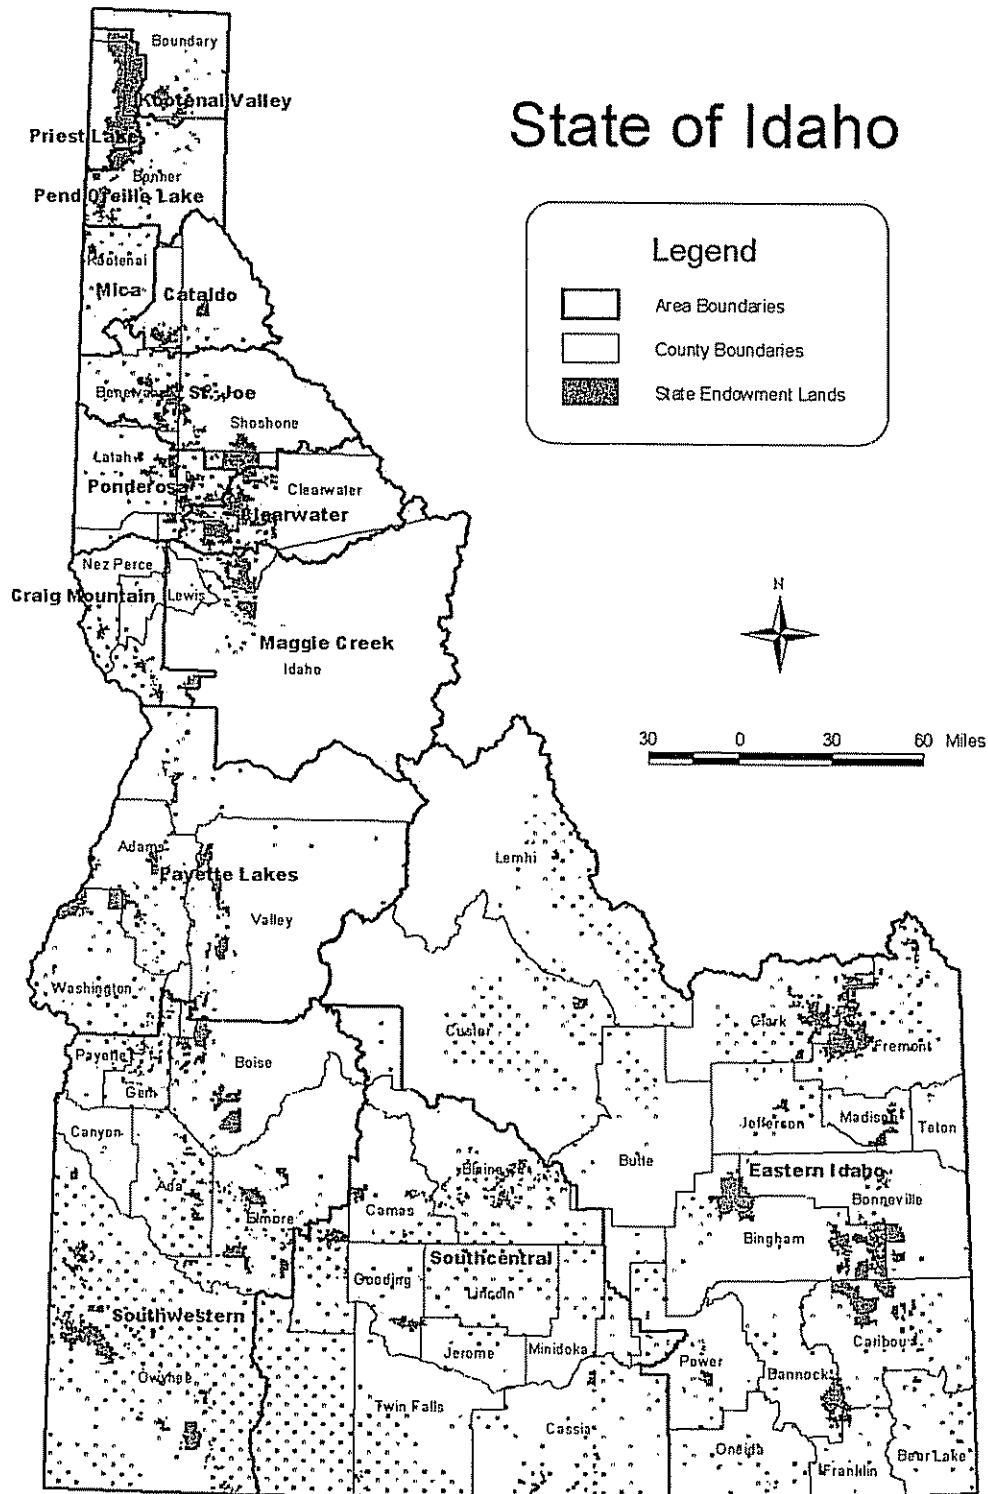 State of Idaho
Legend
Area Boundaries
County Boundaries
State Endowment Lands
N
30 0 30 60 Miles
Boundary
Kootenai Valley
Priest Lake
Bonner
Pend Oreille Lake
Kootenai
Mica
Cataldo
Benewah
St. Joe
Shoshone
Latah
Ponderosa
Clearwater
Clearwater
Nez Perce
Craig Mountain
Lewis
Maggie Creek
Idaho
Adams
Payette Lakes
Valley
Lemhi
Washington
Custer
Clark
Fremont
Payette
Gem
Boise
Canyon
Ada
Elmore
Camas
Blaine
Butte
Jefferson
Madison
Teton
Eastern Idaho
Bonneville
Bingham
Southcentral
Gooding
Lincoln
Southwestern
Jerome
Minidoka
Power
Bannock
Caribou
Owyhee
Twin Falls
Cassia
Oneida
Franklin
Bear Lake